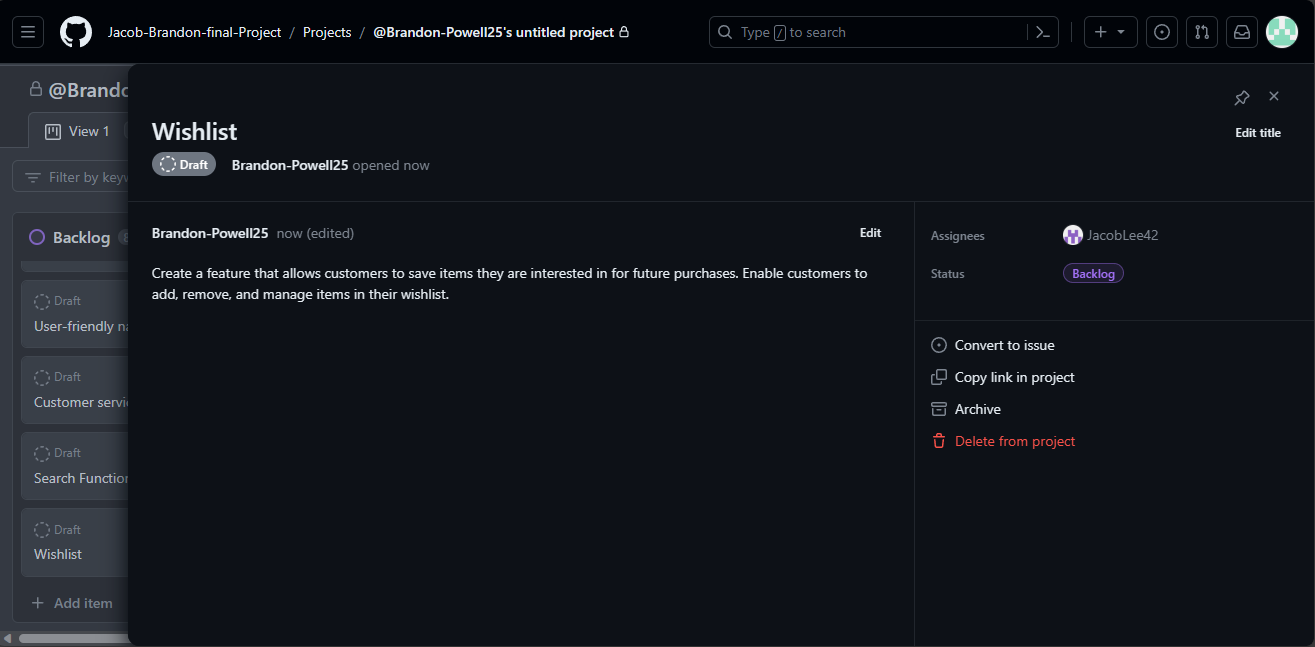 Jacob-Brandon-final-Project / Projects / @Brandon-Powell25's untitled project
Type / to search
@Brando
View 1
Filter by keyw
Backlog
Draft
User-friendly na
Draft
Customer servi
Draft
Search Function
Draft
Wishlist
Add item
Wishlist
Edit title
Draft Brandon-Powell25 opened now
Brandon-Powell25 now (edited)
Edit
Create a feature that allows customers to save items they are interested in for future purchases. Enable customers to
add, remove, and manage items in their wishlist.
Assignees JacobLee42
Status Backlog
Convert to issue
Copy link in project
Archive
Delete from project